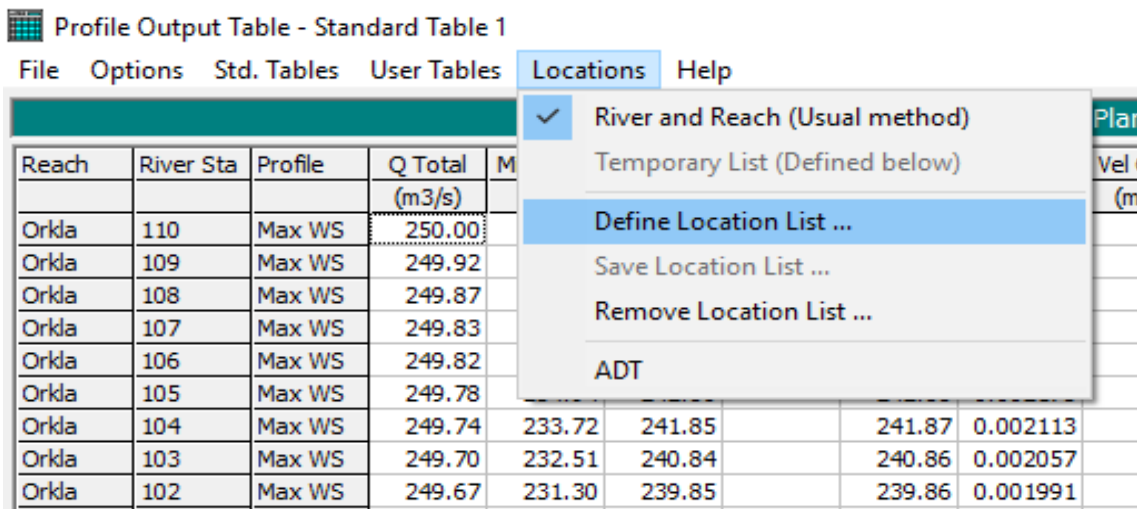 Profile Output Table - Standard Table 1
File Options Std. Tables User Tables Locations Help
River and Reach (Usual method)
Temporary List (Defined below)
Define Location List ...
Save Location List ...
Remove Location List ...
ADT
Reach River Sta Profile Q Total
(m3/s)
Orkla 110 Max WS 250.00
Orkla 109 Max WS 249.92
Orkla 108 Max WS 249.87
Orkla 107 Max WS 249.83
Orkla 106 Max WS 249.82
Orkla 105 Max WS 249.78
Orkla 104 Max WS 249.74 233.72 241.85 241.87 0.002113
Orkla 103 Max WS 249.70 232.51 240.84 240.86 0.002057
Orkla 102 Max WS 249.67 231.30 239.85 239.86 0.001991